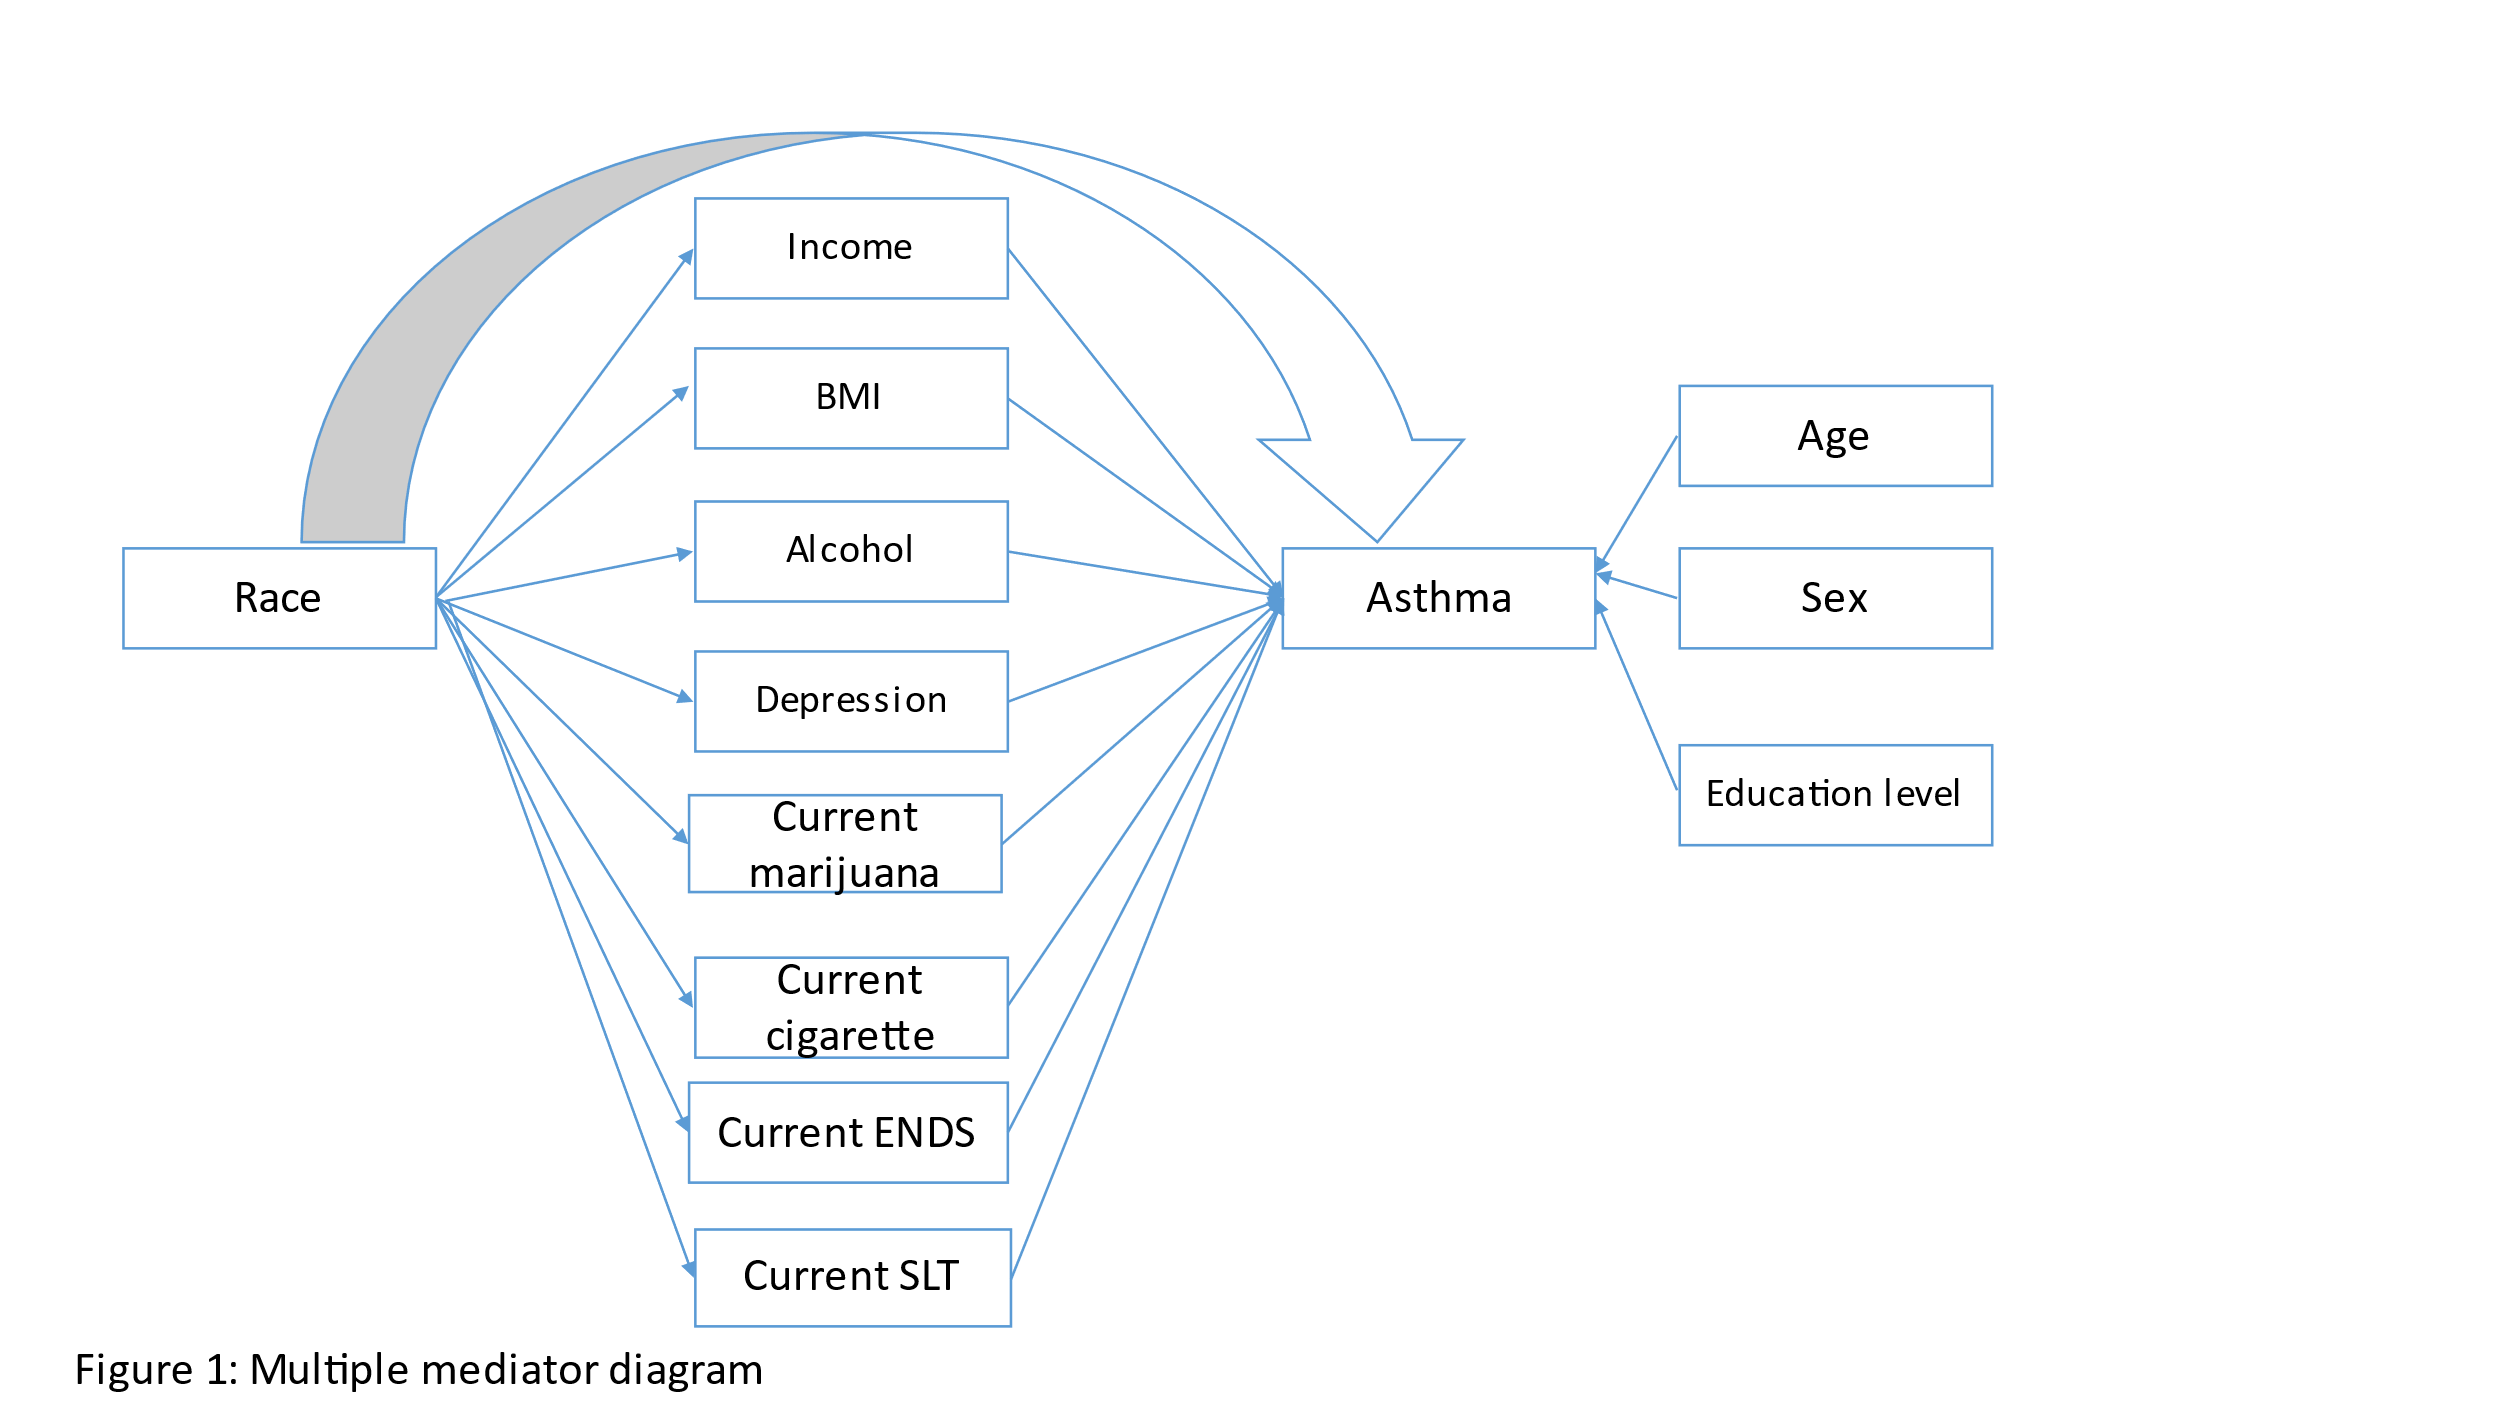 Income
BMI
Alcohol
Depression
Current
marijuana
Current
cigarette
Current ENDS
Current SLT
Race
Asthma
Age
Sex
Education level
Figure 1: Multiple mediator diagram